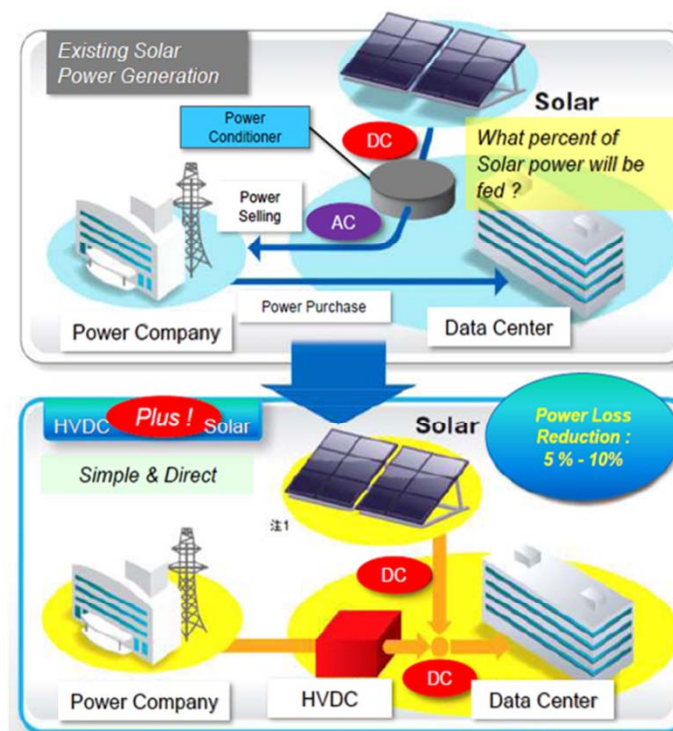 Existing Solar
Power Generation
Solar
Power
Conditioner
DC
What percent of
Solar power will be
fed ?
Power
Selling
AC
Power Purchase
Power Company
Data Center
HVDC Plus ! Solar
Solar
Power Loss
Reduction :
5 % - 10%
Simple & Direct
注1
DC
DC
Power Company
HVDC
Data Center